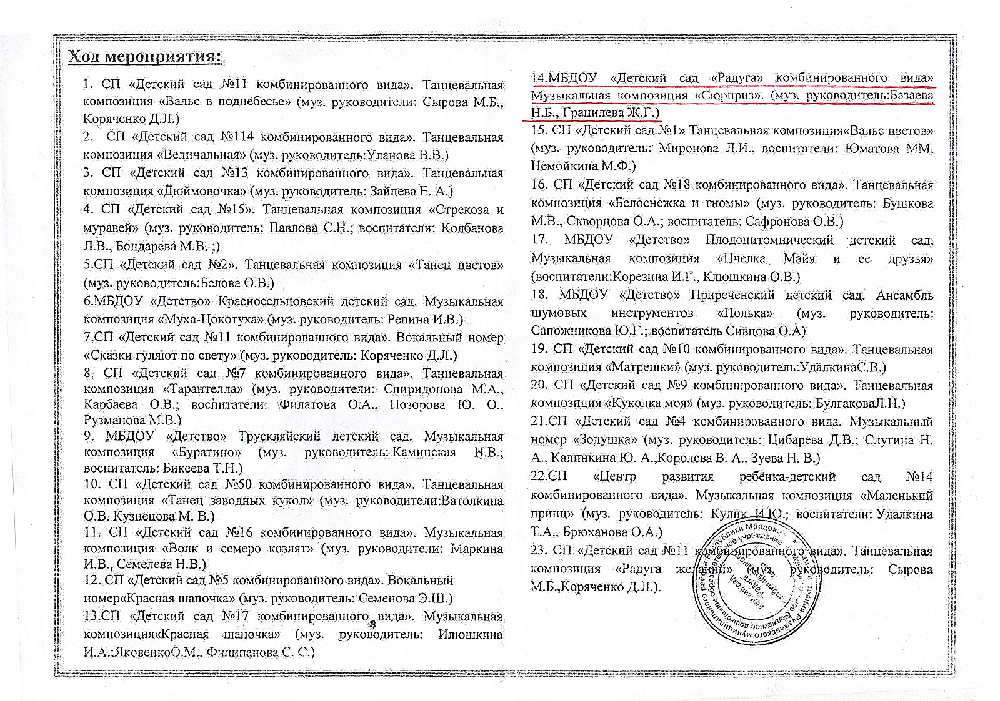 Ход мероприятия:
1. СП «Детский сад №11 комбинированного вида». Танцевальная
композиция «Вальс в поднебесье» (муз. руководители: Сырова М.Б.,
Коряченко Д.Л.)
2. СП «Детский сад №114 комбинированного вида». Танцевальная
композиция «Величальная» (муз. руководитель:Уланова В.В.)
3. СП «Детский сад №13 комбинированного вида». Танцевальная
композиция «Дюймовочка» (муз. руководитель: Зайцева Е. А.)
4. СП «Детский сад №15». Танцевальная композиция «Стрекоза и
муравей» (муз. руководитель: Павлова С.Н.; воспитатели: Колбанова
Л.В., Бондарева М.В. ;)
5.СП «Детский сад №2». Танцевальная композиция «Танец цветов»
(муз. руководитель:Белова О.В.)
6.МБДОУ «Детство» Красносельцовский детский сад. Музыкальная
композиция «Муха-Цокотуха» (муз. руководитель: Репина И.В.)
7.СП «Детский сад №11 комбинированного вида». Вокальный номер
«Сказки гуляют по свету» (муз. руководитель: Коряченко Д.Л.)
8. СП «Детский сад №7 комбинированного вида». Танцевальная
композиция «Тарантелла» (муз. руководители: Спиридонова М.А.,
Карбаева О.В.; воспитатели: Филатова О.А., Позорова Ю. О.,
Рузманова М.В.)
9. МБДОУ «Детство» Трускляйский детский сад. Музыкальная
композиция «Буратино» (муз. руководитель: Каминская Н.В.;
воспитатель: Бикеева Т.Н.)
10. СП «Детский сад №50 комбинированного вида». Танцевальная
композиция «Танец заводных кукол» (муз. руководители:Ватолкина
О.В. Кузнецова М. В.)
11. СП «Детский сад №16 комбинированного вида». Музыкальная
композиция «Волк и семеро козлят» (муз. руководители: Маркина
И.В., Семелева Н.В.)
12. СП «Детский сад №5 комбинированного вида». Вокальный
номер«Красная шапочка» (муз. руководитель: Семенова Э.Ш.)
13.СП «Детский сад №17 комбинированного вида». Музыкальная
композиция«Красная шапочка» (муз. руководитель: Илюшкина
И.А.;ЯковенкоО.М., Филипанова С. С.)
14.МБДОУ «Детский сад «Радуга» комбинированного вида»
Музыкальная композиция «Сюрприз». (муз. руководитель:Базаева
Н.Б., Грацилева Ж.Г.)
15. СП «Детский сад №1» Танцевальная композиция«Вальс цветов»
(муз. руководитель: Миронова Л.И., воспитатели: Юматова ММ,
Немойкина М.Ф.)
16. СП «Детский сад №18 комбинированного вида». Танцевальная
композиция «Белоснежка и гномы» (муз. руководитель: Бушкова
М.В., Скворцова О.А.; воспитатель: Сафронова О.В.)
17. МБДОУ «Детство» Плодопитомнический детский сад.
Музыкальная композиция «Пчелка Майя и ее друзья»
(воспитатели:Корезина И.Г., Клюшкина О.В.)
18. МБДОУ «Детство» Приреченский детский сад. Ансамбль
шумовых инструментов «Полька» (муз. руководитель:
Сапожникова Ю.Г.; воспитатель Сивцова О.А)
19. СП «Детский сад №10 комбинированного вида». Танцевальная
композиция «Матрешки» (муз. руководитель:УдалкинаС.В.)
20. СП «Детский сад №9 комбинированного вида». Танцевальная
композиция «Куколка моя» (муз. руководитель: БулгаковаЛ.Н.)
21.СП «Детский сад №4 комбинированного вида. Музыкальный
номер «Золушка» (муз. руководитель: Цибарева Д.В.; Слугина Н.
А., Калинкина Ю. А.,Королева В. А., Зуева Н. В.)
22.СП «Центр развития ребёнка-детский сад №14
комбинированного вида». Музыкальная композиция «Маленький
принц» (муз. руководитель: Кулик И.Ю.; воспитатели: Удалкина
Т.А., Брюханова О.А.)
23. СП «Детский сад №11 комбинированного вида». Танцевальная
композиция «Радуга желаний» (муз. руководитель: Сырова
М.Б.,Коряченко Д.Л.).
Рузаевского муниципального района Республики Мордовия
бюджетное дошкольное образовательное учреждение